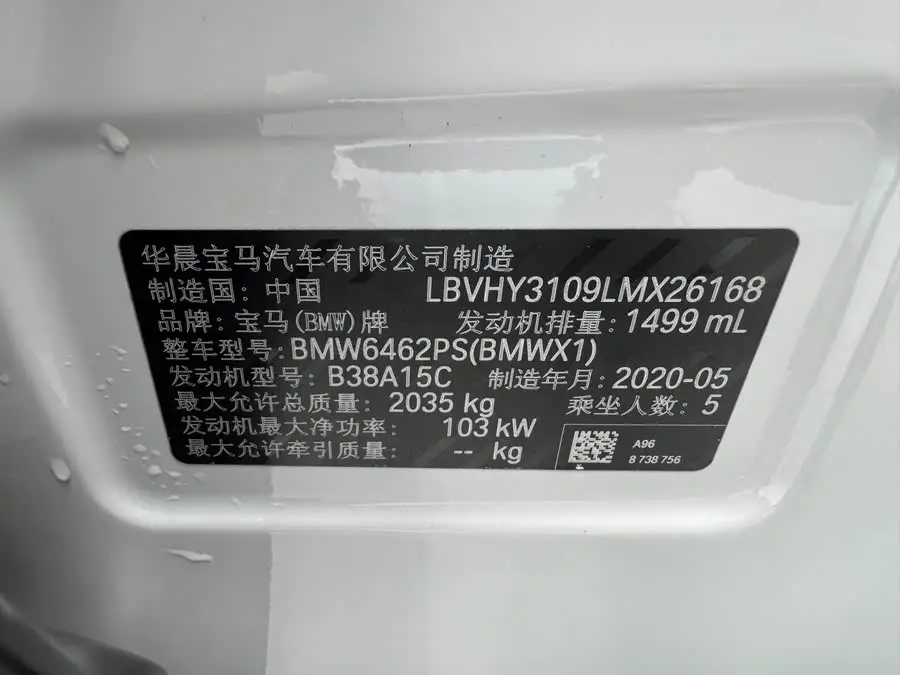 华晨宝马汽车有限公司制造
制造国: 中国 LBVHY3109LMX26168
品牌: 宝马(BMW)牌 发动机排量: 1499 mL
整车型号: BMW6462PS(BMWX1)
发动机型号: B38A15C 制造年月: 2020-05
最大允许总质量: 2035 kg 乘坐人数: 5
发动机最大净功率: 103 kW
最大允许牵引质量: -- kg
A96
8 738 756